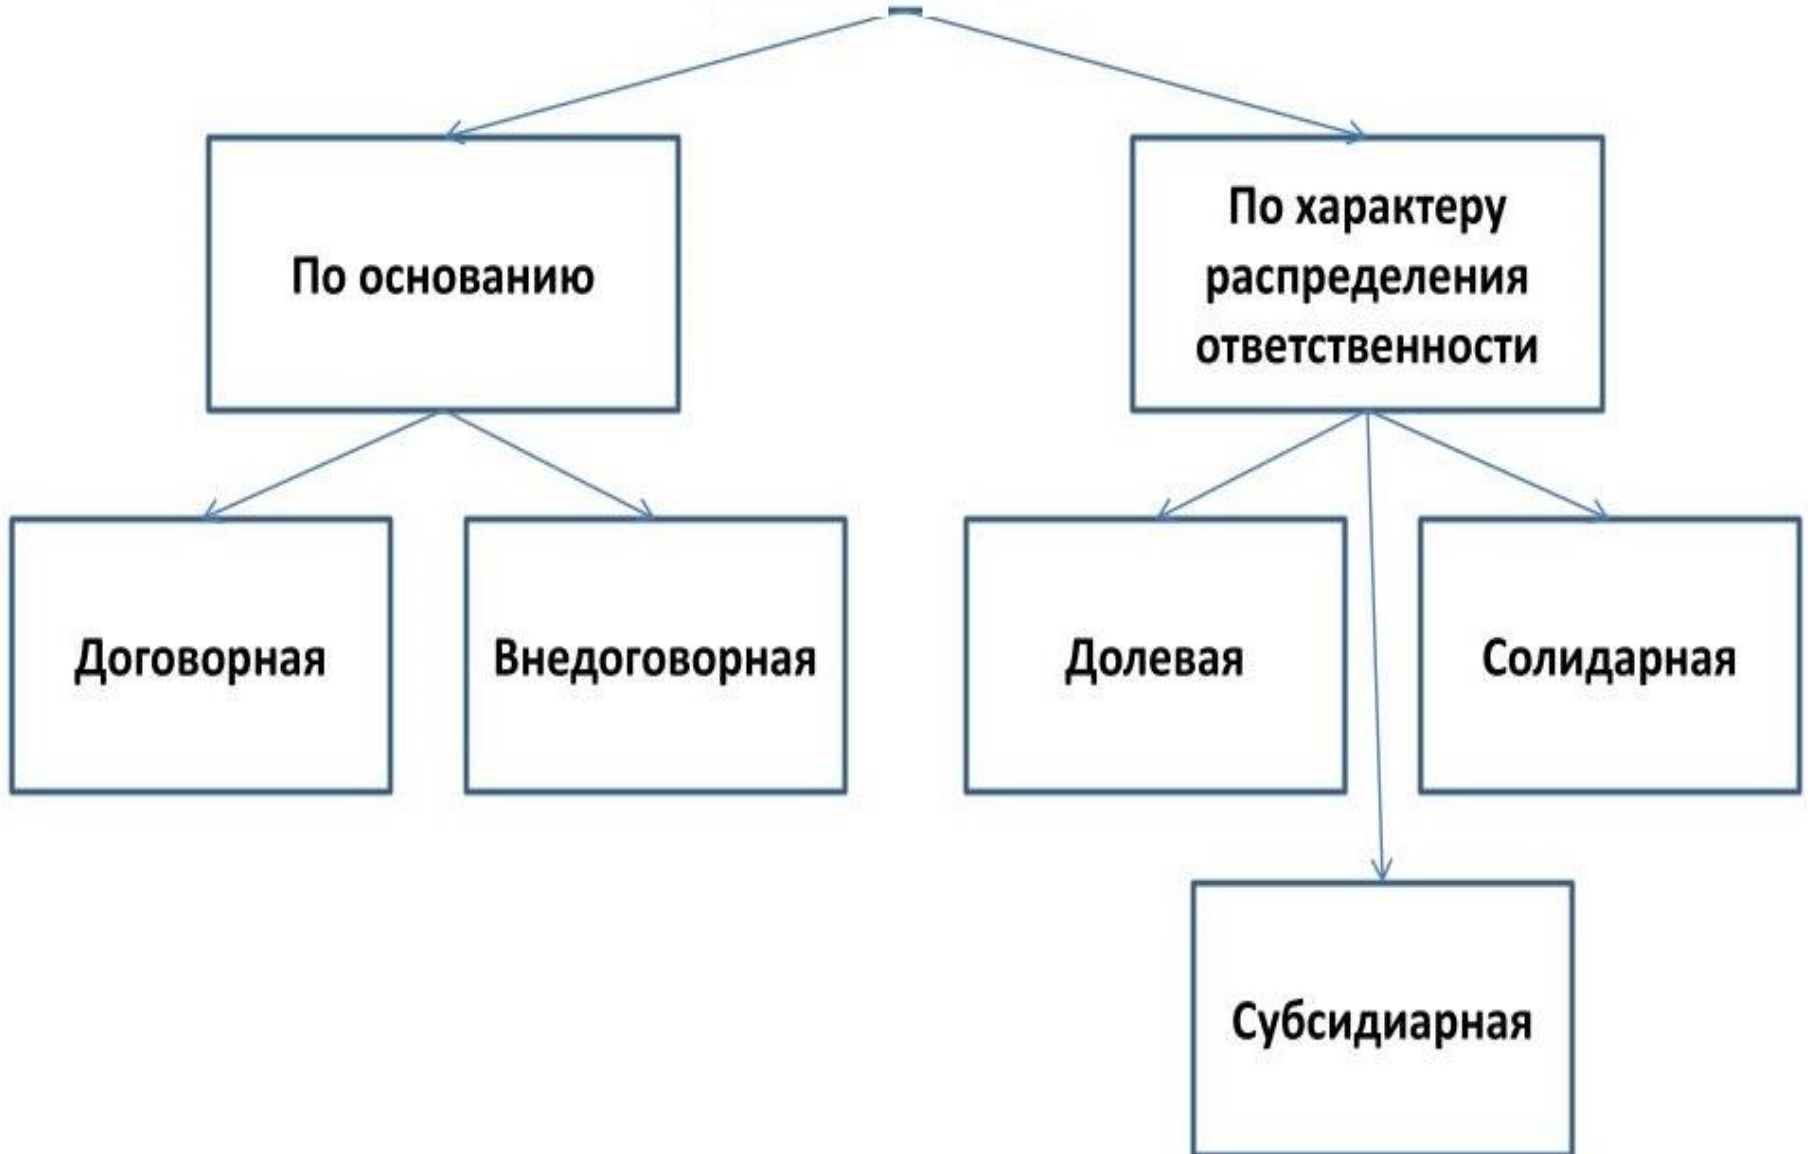 По основанию
По характеру
распределения
ответственности
Договорная
Внедоговорная
Долевая
Солидарная
Субсидиарная